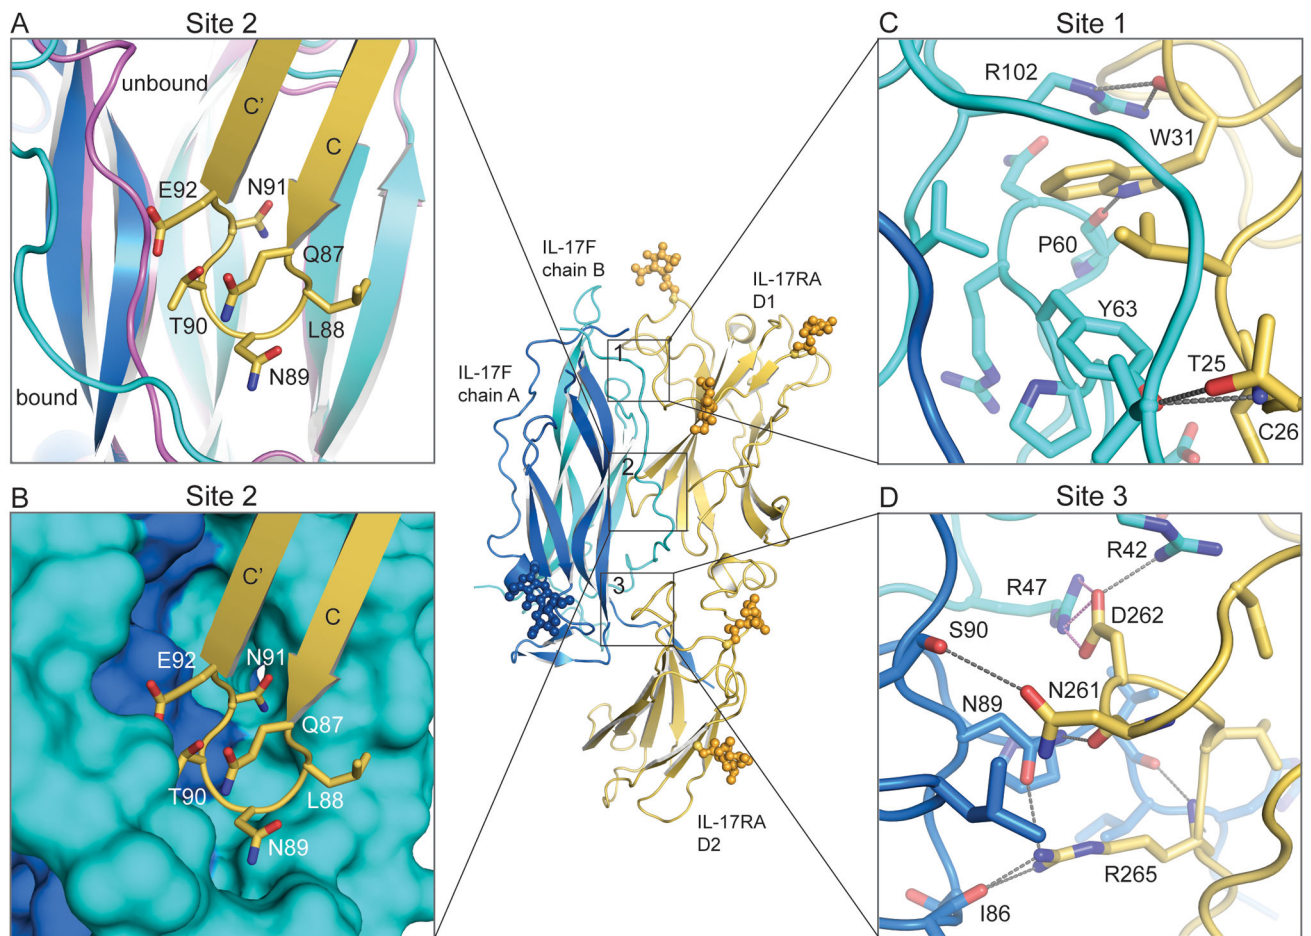 A
Site 2
unbound
C'
C
E92
N91
Q87
T90
L88
N89
bound
B
Site 2
C'
C
E92
N91
Q87
T90
L88
N89
IL-17F
chain B
IL-17RA
D1
IL-17F
chain A
1
2
3
IL-17RA
D2
C
Site 1
R102
W31
P60
Y63
T25
C26
D
Site 3
R42
R47
D262
S90
N261
N89
R265
I86